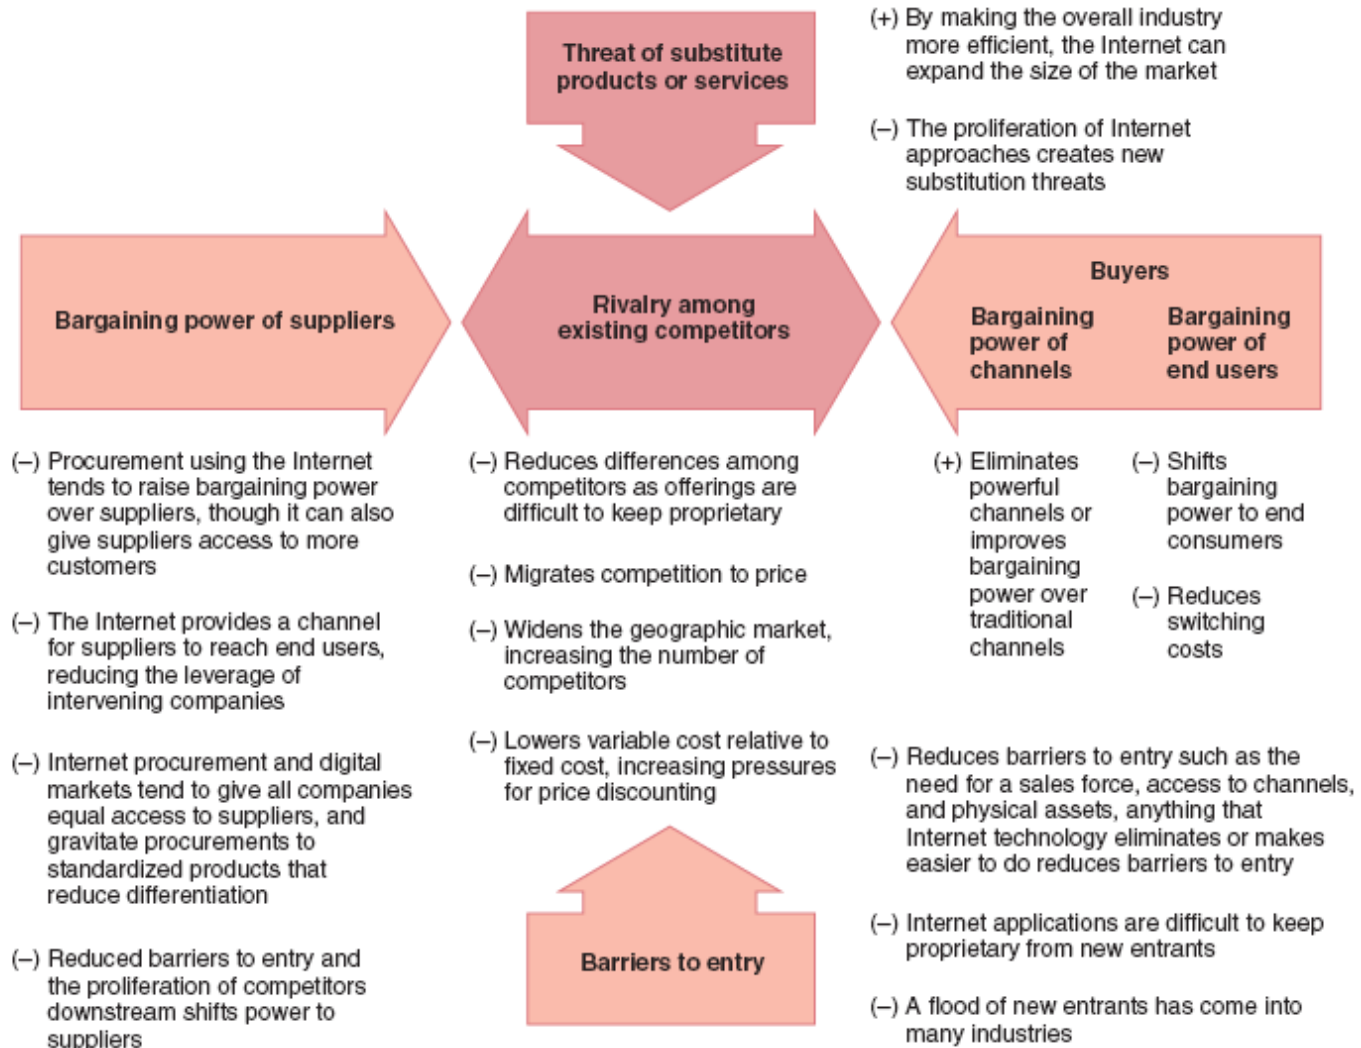 Threat of substitute
products or services
(+) By making the overall industry
more efficient, the Internet can
expand the size of the market
(–) The proliferation of Internet
approaches creates new
substitution threats
Bargaining power of suppliers
Rivalry among
existing competitors
Buyers
Bargaining
power of
channels
Bargaining
power of
end users
(–) Procurement using the Internet
tends to raise bargaining power
over suppliers, though it can also
give suppliers access to more
customers
(–) The Internet provides a channel
for suppliers to reach end users,
reducing the leverage of
intervening companies
(–) Internet procurement and digital
markets tend to give all companies
equal access to suppliers, and
gravitate procurements to
standardized products that
reduce differentiation
(–) Reduced barriers to entry and
the proliferation of competitors
downstream shifts power to
suppliers
(–) Reduces differences among
competitors as offerings are
difficult to keep proprietary
(–) Migrates competition to price
(–) Widens the geographic market,
increasing the number of
competitors
(–) Lowers variable cost relative to
fixed cost, increasing pressures
for price discounting
(+) Eliminates
powerful
channels or
improves
bargaining
power over
traditional
channels
(–) Shifts
bargaining
power to end
consumers
(–) Reduces
switching
costs
Barriers to entry
(–) Reduces barriers to entry such as the
need for a sales force, access to channels,
and physical assets, anything that
Internet technology eliminates or makes
easier to do reduces barriers to entry
(–) Internet applications are difficult to keep
proprietary from new entrants
(–) A flood of new entrants has come into
many industries